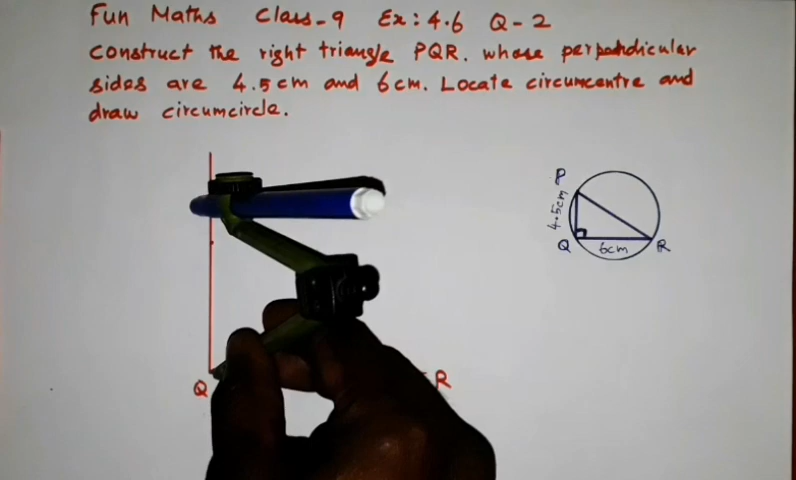 Fun Maths Class-9 Ex: 4.6 Q-2
Construct the right triangle PQR. whose perpendicular
sides are 4.5cm and 6cm. Locate circumcentre and
draw circumcircle.
P
4.5cm
Q 6cm R
Q R